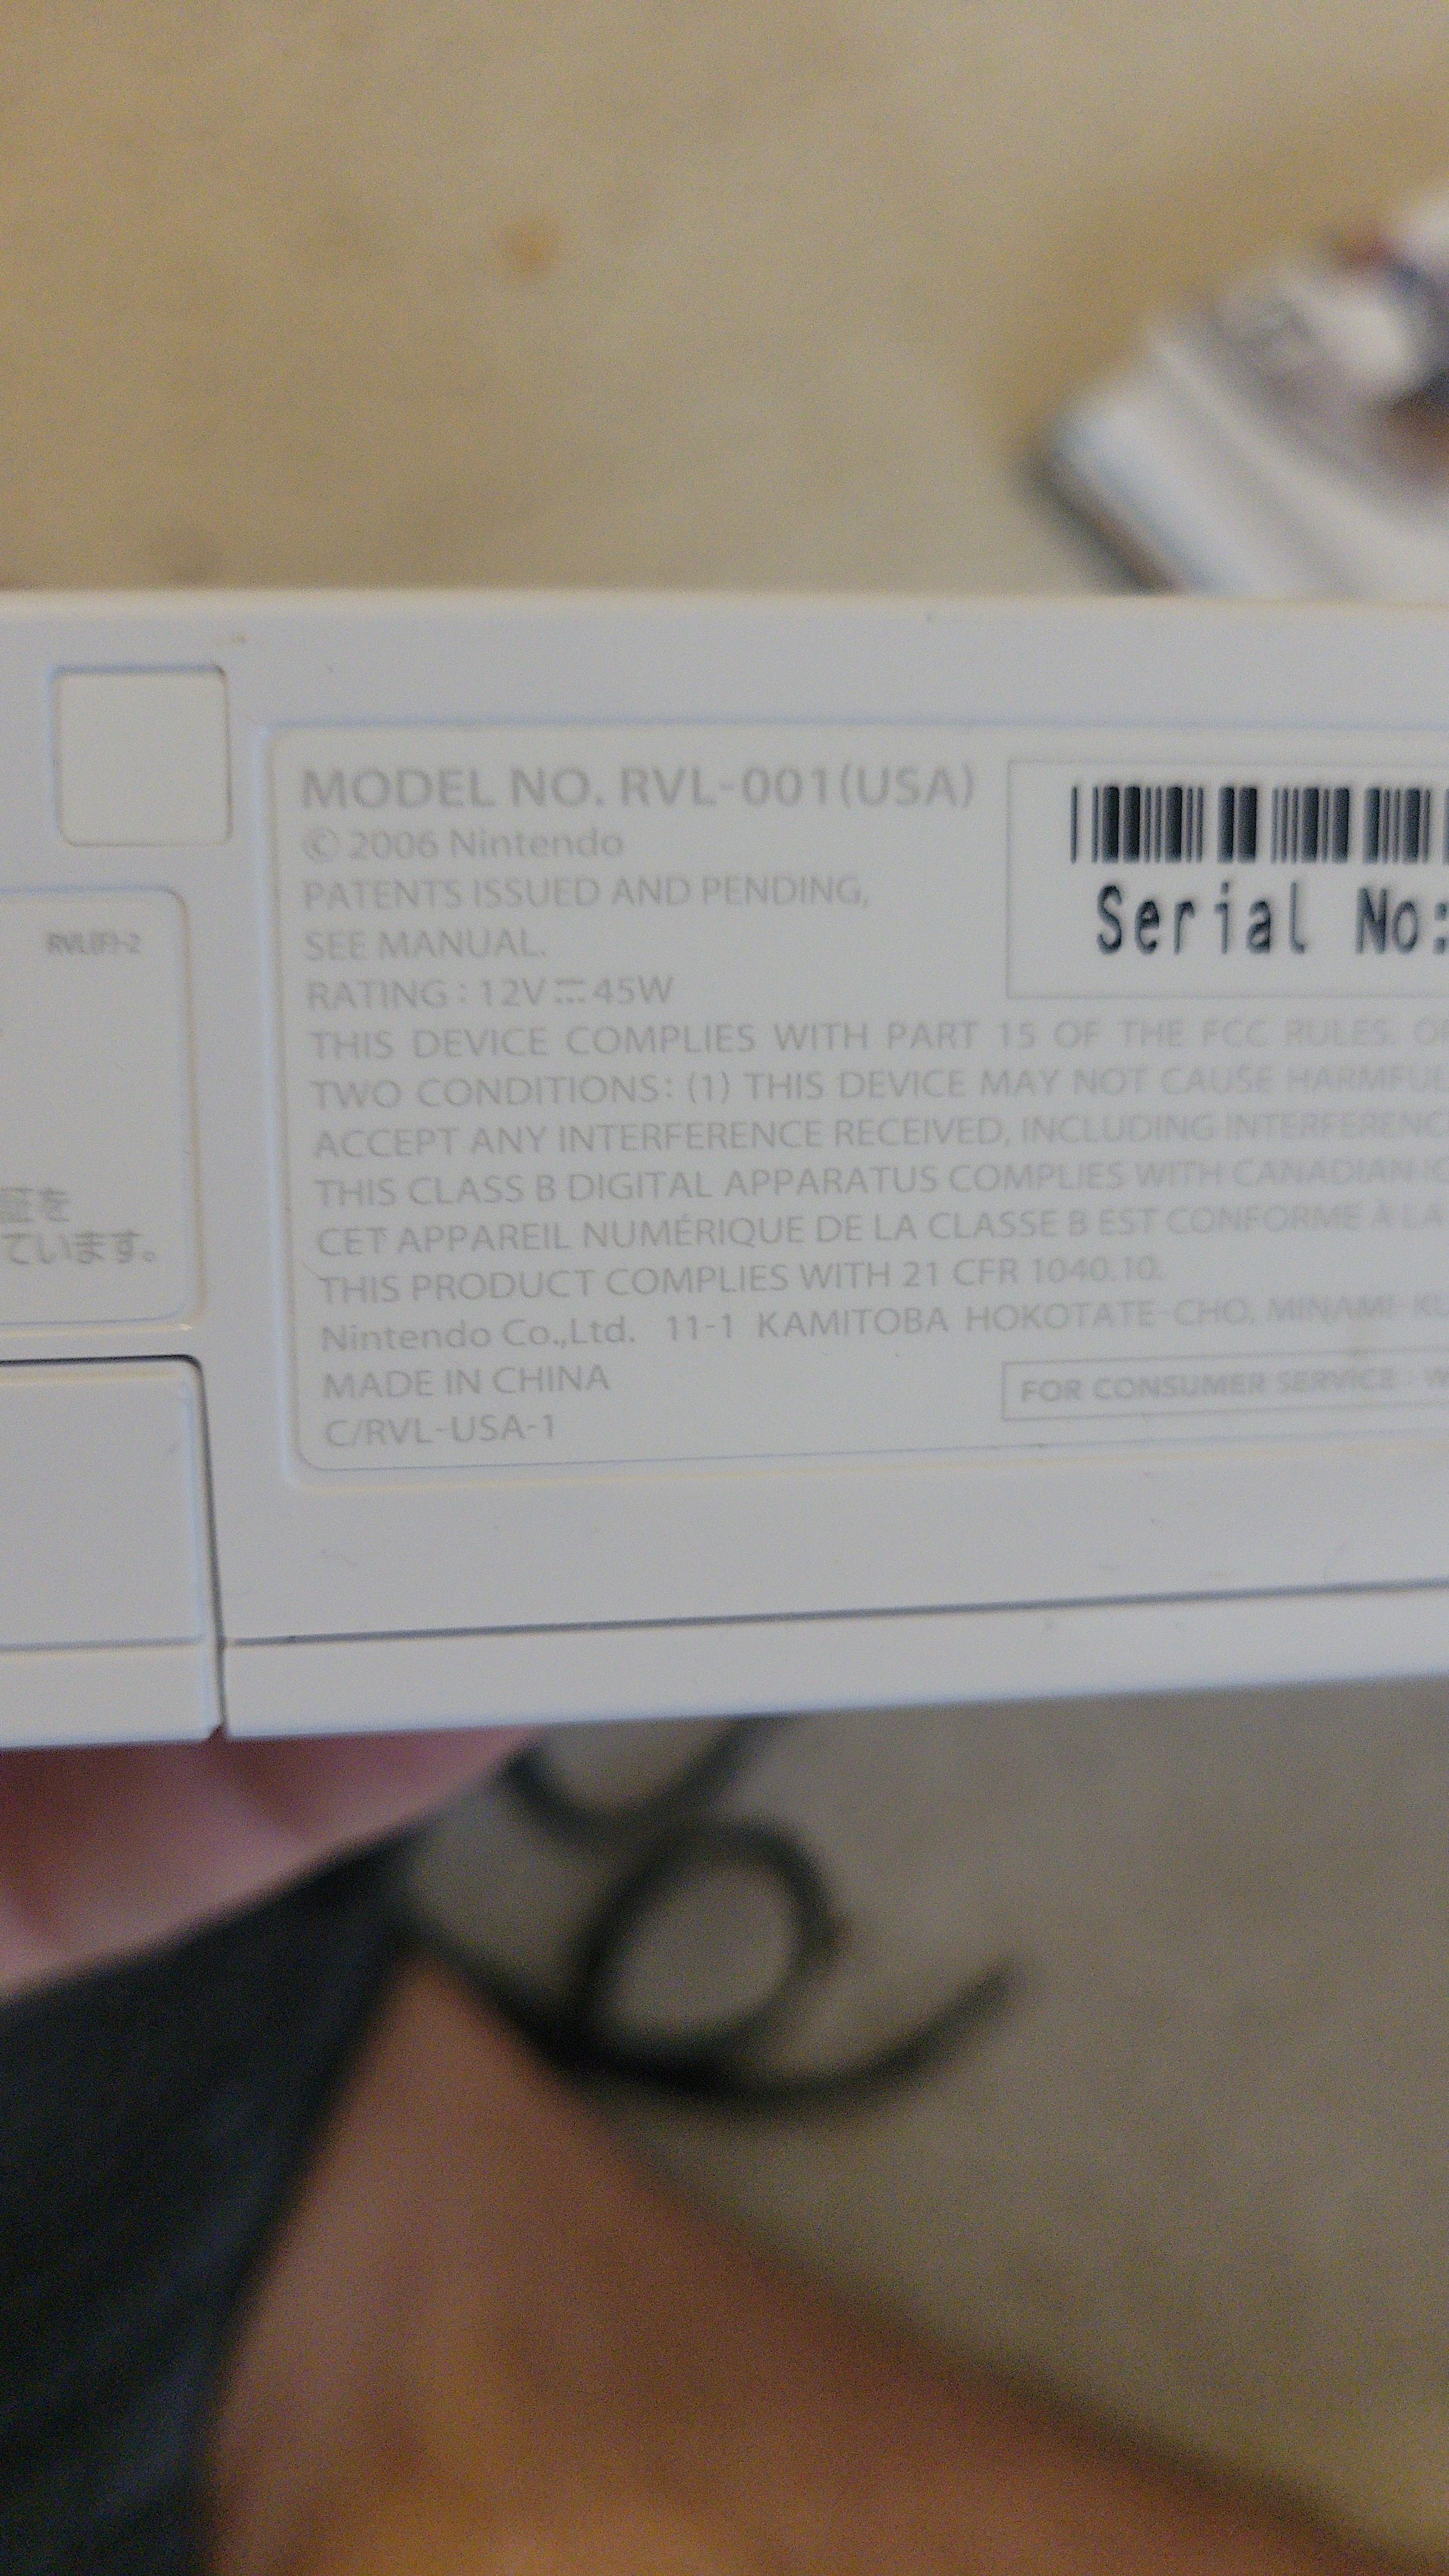 MODEL NO. RVL-001(USA)
© 2006 Nintendo
PATENTS ISSUED AND PENDING,
SEE MANUAL.
RATING : 12V ⎓ 45W
THIS DEVICE COMPLIES WITH PART 15 OF THE FCC RULES.
TWO CONDITIONS: (1) THIS DEVICE MAY NOT CAUSE HARMFUL
ACCEPT ANY INTERFERENCE RECEIVED, INCLUDING INTERFERENC
THIS CLASS B DIGITAL APPARATUS COMPLIES WITH CANADIAN
CET APPAREIL NUMÉRIQUE DE LA CLASSE B EST CONFORME À LA
THIS PRODUCT COMPLIES WITH 21 CFR 1040.10.
Nintendo Co.,Ltd. 11-1 KAMITOBA HOKOTATE-CHO, MINAMI-KU
MADE IN CHINA
C/RVL-USA-1
Serial No:
FOR CONSUMER SERVICE : W
ています。